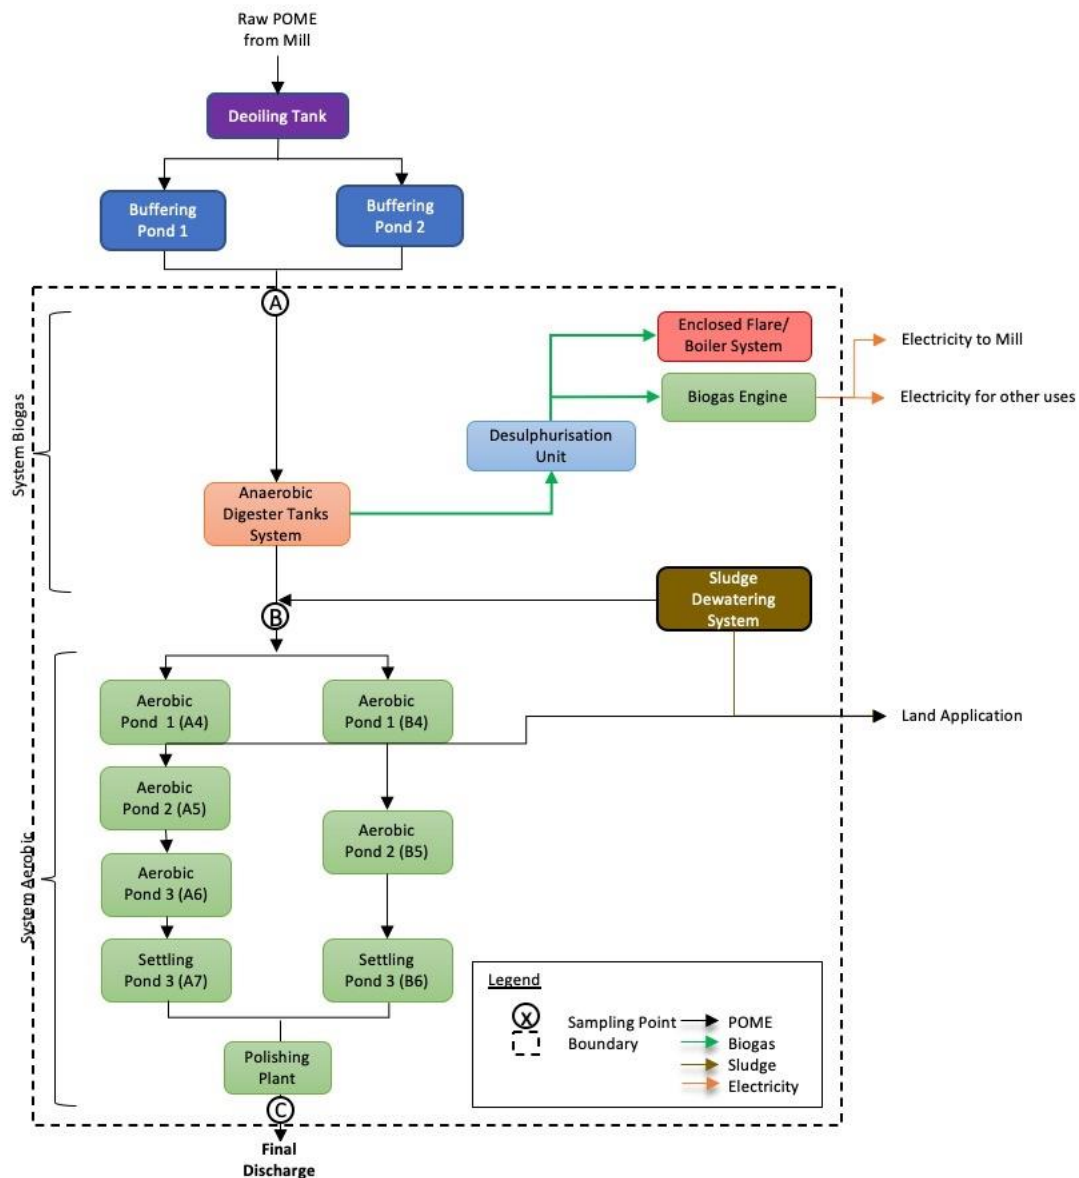 Raw POME
from Mill
Deoiling Tank
Buffering
Pond 1
Buffering
Pond 2
A
System Biogas
Enclosed Flare/
Boiler System
Electricity to Mill
Biogas Engine
Electricity for other uses
Desulphurisation
Unit
Anaerobic
Digester Tanks
System
Sludge
Dewatering
System
B
System Aerobic
Aerobic
Pond 1 (A4)
Aerobic
Pond 1 (B4)
Land Application
Aerobic
Pond 2 (A5)
Aerobic
Pond 2 (B5)
Aerobic
Pond 3 (A6)
Settling
Pond 3 (A7)
Settling
Pond 3 (B6)
Polishing
Plant
C
Final
Discharge
Legend
X
Sampling Point
Boundary
POME
Biogas
Sludge
Electricity